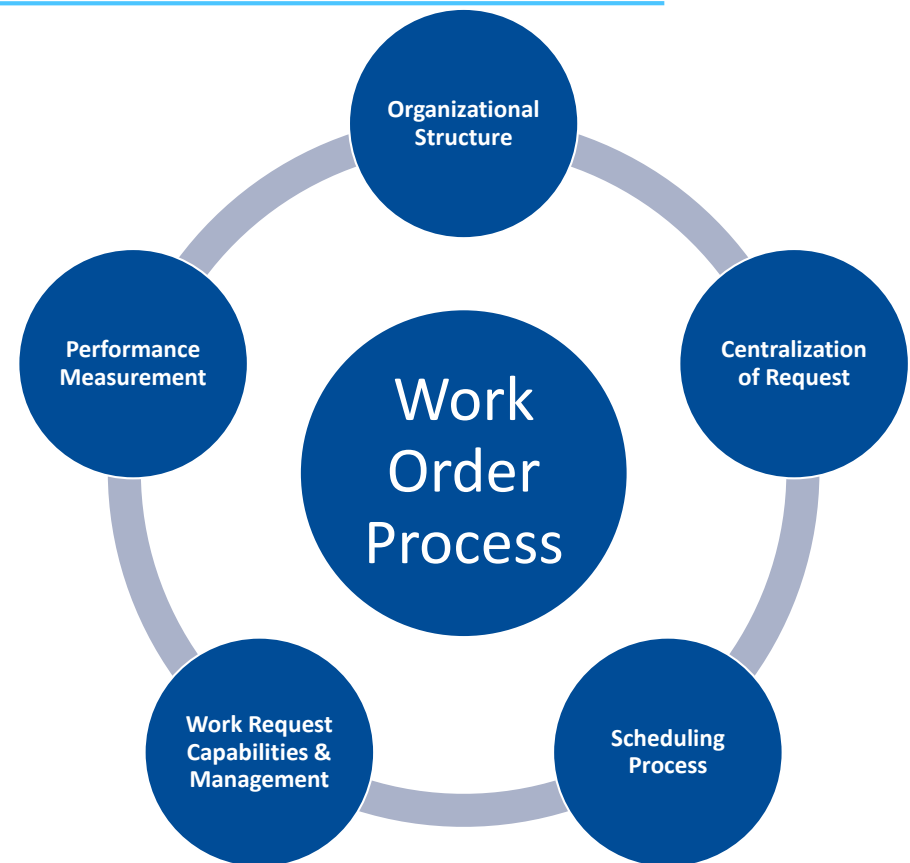 Organizational
Structure
Centralization
of Request
Scheduling
Process
Work Request
Capabilities &
Management
Performance
Measurement
Work
Order
Process